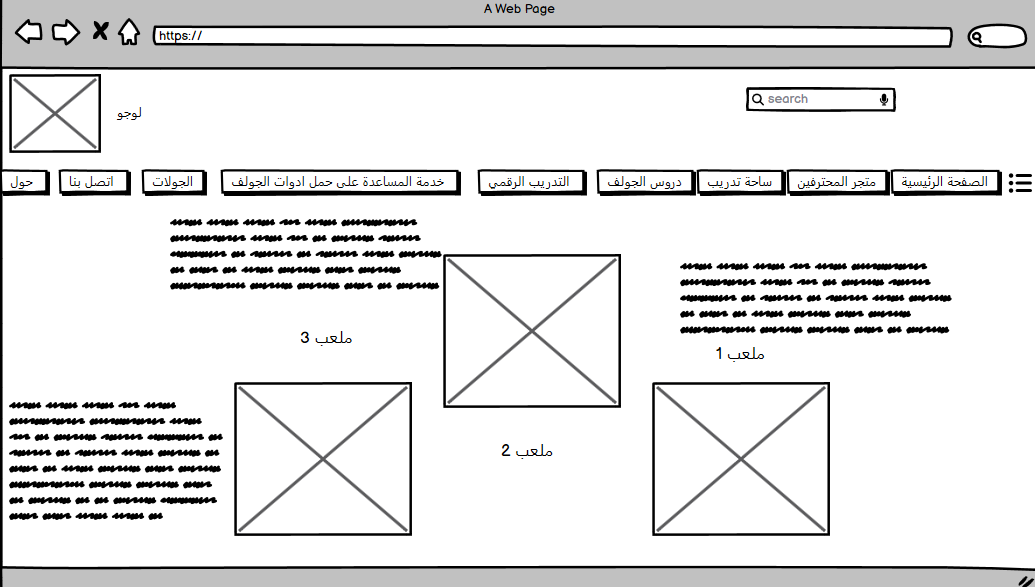 A Web Page
https://
search
لوجو
الصفحة الرئيسية
متجر المحترفين
ساحة تدريب
دروس الجولف
التدريب الرقمي
خدمة المساعدة على حمل ادوات الجولف
الجولات
اتصل بنا
حول
ملعب 1
ملعب 2
ملعب 3